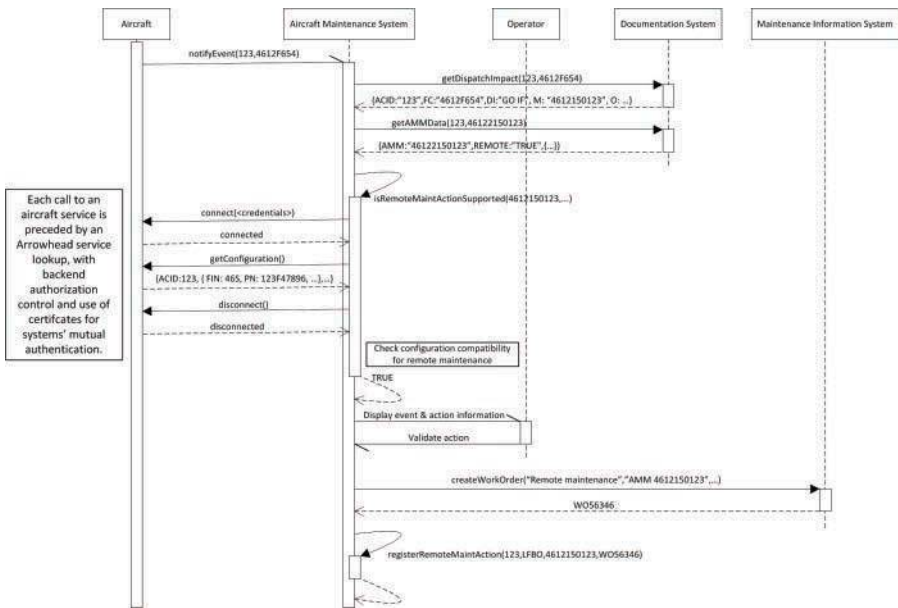 Aircraft
Aircraft Maintenance System
Operator
Documentation System
Maintenance Information System
notifyEvent(123,4612F654)
getDispatchImpact(123,4612F654)
{ACID:"123",FC:"4612F654",DI:"GO IF", M: "4612150123", O: …}
getAMMData(123,46122150123)
{AMM:"46122150123",REMOTE:"TRUE",{…}}
isRemoteMaintActionSupported(4612150123,…)
Each call to an
aircraft service is
preceded by an
Arrowhead service
lookup, with
backend
authorization
control and use of
certifcates for
systems' mutual
authentication.
connect(<credentials>)
connected
getConfiguration()
{ACID:123, { FIN: 465, PN: 123F47896, …},…}
disconnect()
disconnected
Check configuration compatibility
for remote maintenance
TRUE
Display event & action information
Validate action
createWorkOrder("Remote maintenance","AMM 4612150123",…)
WO56346
registerRemoteMaintAction(123,LFBO,4612150123,WO56346)